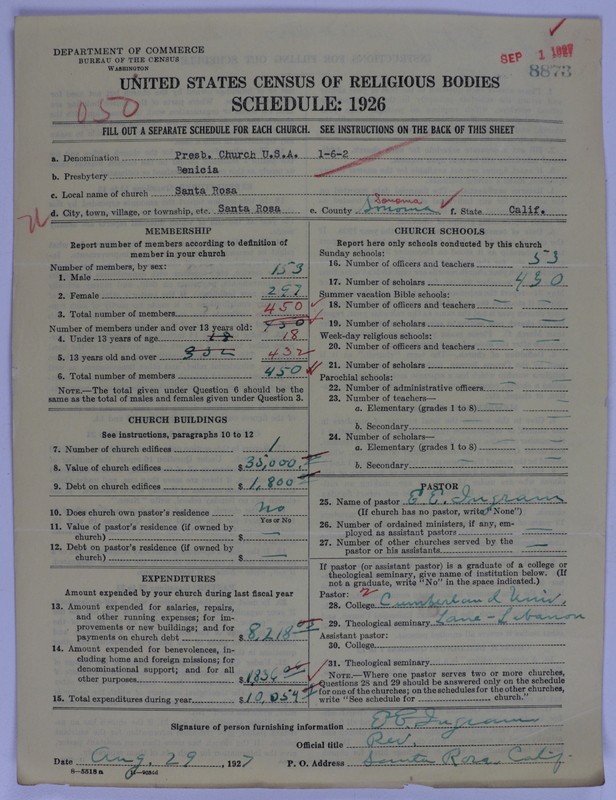 DEPARTMENT OF COMMERCE
BUREAU OF THE CENSUS
WASHINGTON
SEP 1 1927
8873
UNITED STATES CENSUS OF RELIGIOUS BODIES
SCHEDULE: 1926
050
FILL OUT A SEPARATE SCHEDULE FOR EACH CHURCH. SEE INSTRUCTIONS ON THE BACK OF THIS SHEET
a. Denomination Presb. Church U.S.A. 1-6-2
b. Presbytery Benicia
c. Local name of church Santa Rosa
Sonoma
d. City, town, village, or township, etc. Santa Rosa e. County Sonoma f. State Calif.
MEMBERSHIP
Report number of members according to definition of member in your church
Number of members, by sex:
1. Male 153
2. Female 297
3. Total number of members 450
450
Number of members under and over 13 years old:
4. Under 13 years of age 18 18
5. 13 years old and over 332 432
6. Total number of members 450
NOTE.—The total given under Question 6 should be the same as the total of males and females given under Question 3.
CHURCH BUILDINGS
See instructions, paragraphs 10 to 12
7. Number of church edifices 1
8. Value of church edifices $35,000.
9. Debt on church edifices $1,800
10. Does church own pastor's residence No
Yes or No
11. Value of pastor's residence (if owned by church) $ —
12. Debt on pastor's residence (if owned by church) $ —
EXPENDITURES
Amount expended by your church during last fiscal year
13. Amount expended for salaries, repairs, and other running expenses; for improvements or new buildings; and for payments on church debt $8,218
14. Amount expended for benevolences, including home and foreign missions; for denominational support; and for all other purposes 1836
15. Total expenditures during year $10,054
CHURCH SCHOOLS
Report here only schools conducted by this church
Sunday schools:
16. Number of officers and teachers 53
17. Number of scholars 430
Summer vacation Bible schools:
18. Number of officers and teachers — —
19. Number of scholars — —
Week-day religious schools:
20. Number of officers and teachers — —
21. Number of scholars — —
Parochial schools:
22. Number of administrative officers — —
23. Number of teachers—
a. Elementary (grades 1 to 8) — —
b. Secondary — —
24. Number of scholars—
a. Elementary (grades 1 to 8) — —
b. Secondary — —
PASTOR
25. Name of pastor E. E. Ingram
(If church has no pastor, write "None")
26. Number of ordained ministers, if any, employed as assistant pastors —
27. Number of other churches served by the pastor or his assistants —
If pastor (or assistant pastor) is a graduate of a college or theological seminary, give name of institution below. (If not a graduate, write "No" in the space indicated.)
Pastor: 2
28. College Cumberland Univ.
29. Theological seminary Lane - Lebanon
Assistant pastor:
30. College
31. Theological seminary
NOTE.—Where one pastor serves two or more churches, Questions 28 and 29 should be answered only on the schedule for one of the churches; on the schedules for the other churches, write "See schedule for church."
Signature of person furnishing information E E Ingram
Official title Rev.
Date Aug. 29, 1927 P. O. Address Santa Rosa Calif.
8—5518 a